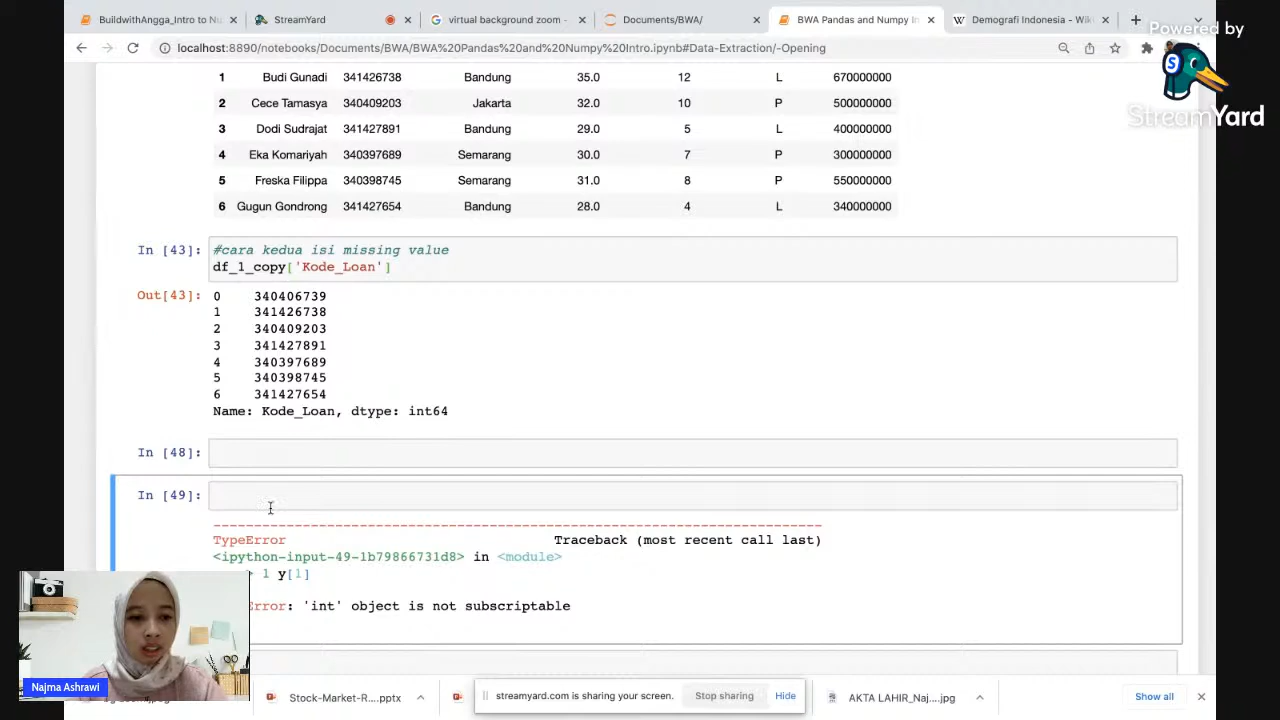 BuildwithAngga_Intro to Nu
StreamYard
virtual background zoom -
Documents/BWA/
BWA Pandas and Numpy In
Demografi Indonesia - Wiki
Powered by
localhost:8890/notebooks/Documents/BWA/BWA%20Pandas%20and%20Numpy%20Intro.ipynb#Data-Extraction/-Opening
StreamYard
1 Budi Gunadi 341426738 Bandung 35.0 12 L 670000000
2 Cece Tamasya 340409203 Jakarta 32.0 10 P 500000000
3 Dodi Sudrajat 341427891 Bandung 29.0 5 L 400000000
4 Eka Komariyah 340397689 Semarang 30.0 7 P 300000000
5 Freska Filippa 340398745 Semarang 31.0 8 P 550000000
6 Gugun Gondrong 341427654 Bandung 28.0 4 L 340000000
In [43]: #cara kedua isi missing value
df_1_copy['Kode_Loan']
Out[43]: 0 340406739
1 341426738
2 340409203
3 341427891
4 340397689
5 340398745
6 341427654
Name: Kode_Loan, dtype: int64
In [48]:
In [49]:
---------------------------------------------------------------------------
TypeError Traceback (most recent call last)
<ipython-input-49-1b79866731d8> in <module>
1 y[1]
Error: 'int' object is not subscriptable
Najma Ashrawi
Stock-Market-R....pptx
streamyard.com is sharing your screen.
Stop sharing
Hide
AKTA LAHIR_Naj....jpg
Show all